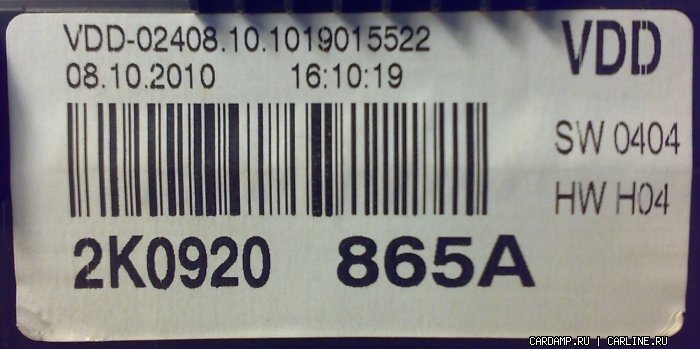 VDD-02408.10.1019015522 VDD
08.10.2010 16:10:19
SW 0404
HW H04
2K0920 865A
CARDAMP.RU | CARLINE.RU